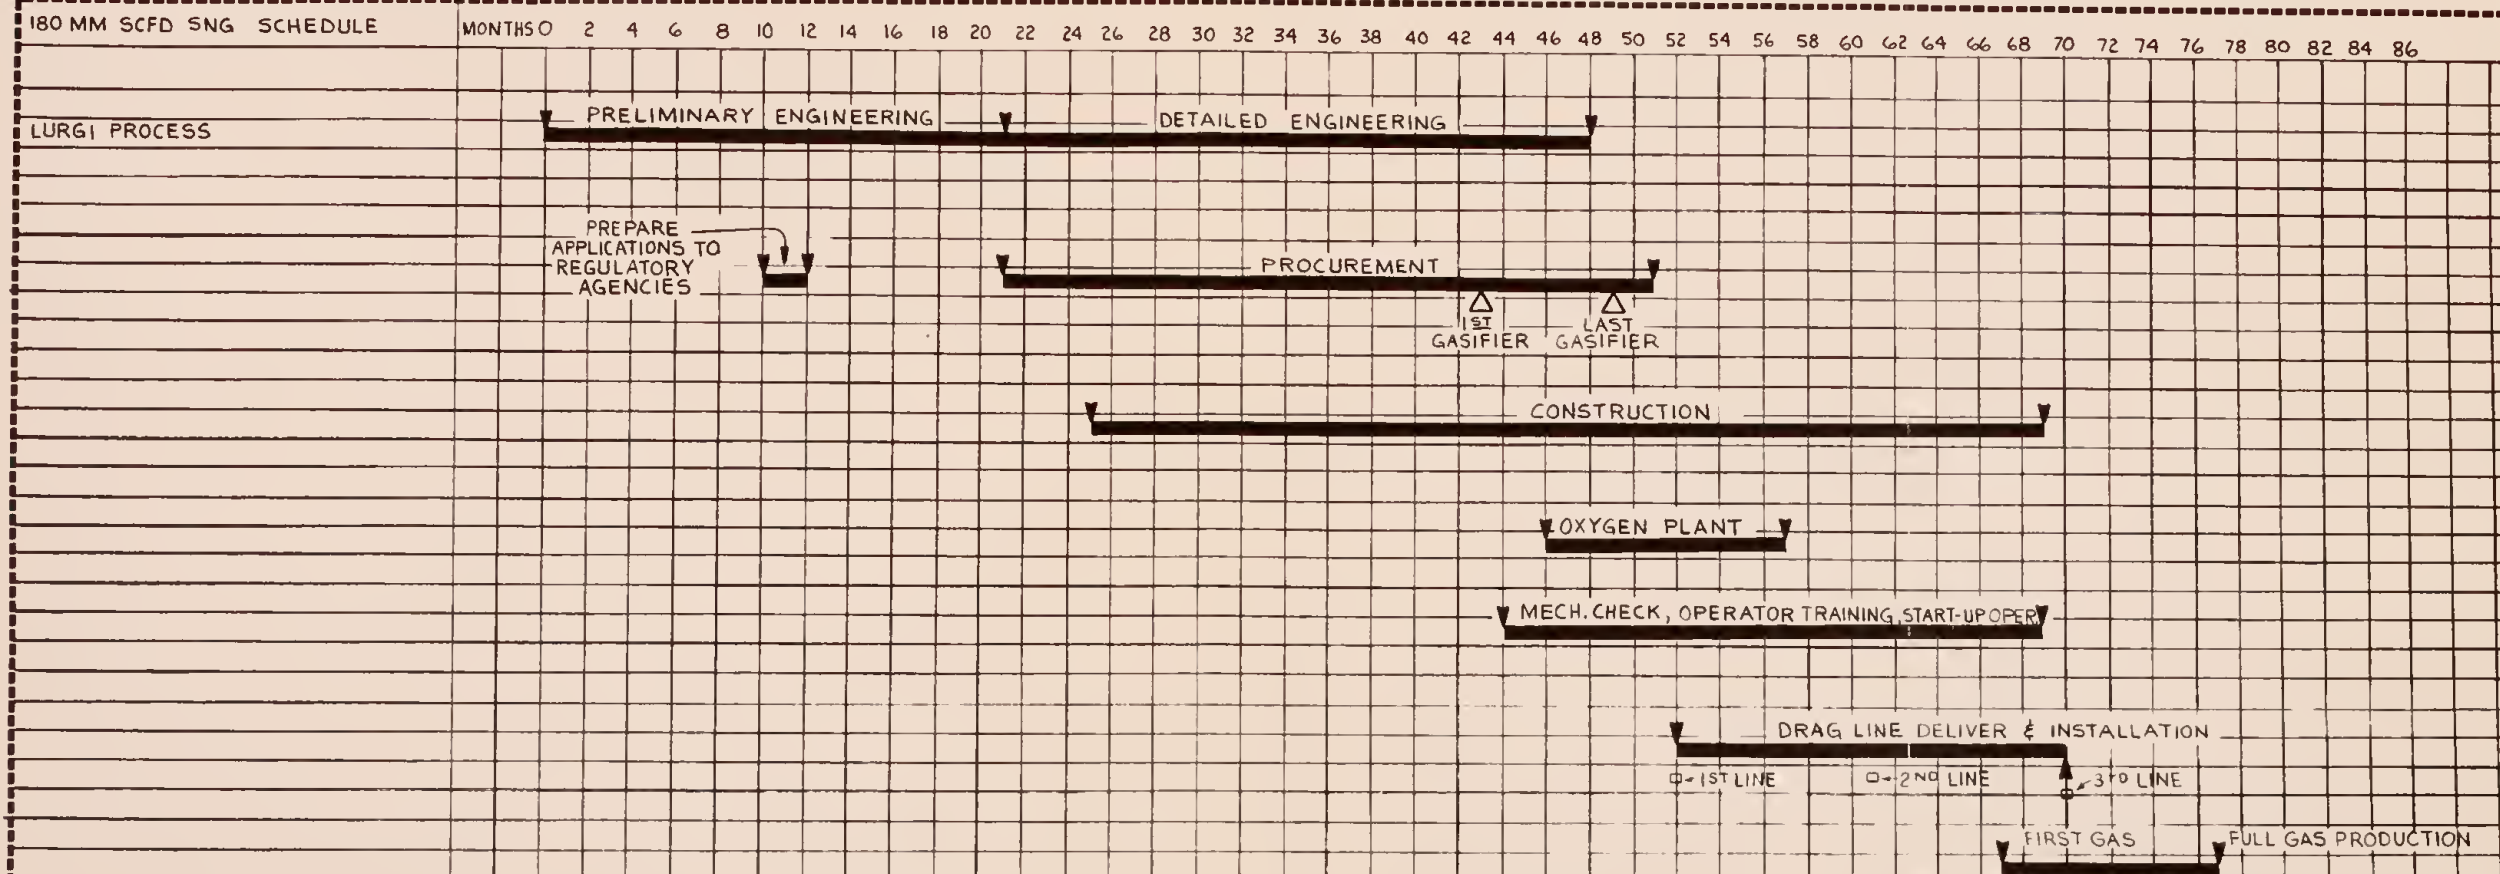 180 MM SCFD SNG SCHEDULE
MONTHS 0 2 4 6 8 10 12 14 16 18 20 22 24 26 28 30 32 34 36 38 40 42 44 46 48 50 52 54 56 58 60 62 64 66 68 70 72 74 76 78 80 82 84 86
LURGI PROCESS
PRELIMINARY ENGINEERING
DETAILED ENGINEERING
PREPARE
APPLICATIONS TO
REGULATORY
AGENCIES
PROCUREMENT
1ST
GASIFIER
LAST
GASIFIER
CONSTRUCTION
OXYGEN PLANT
MECH. CHECK, OPERATOR TRAINING, START-UP OPER.
DRAG LINE DELIVER & INSTALLATION
1ST LINE
2ND LINE
3rD LINE
FIRST GAS
FULL GAS PRODUCTION